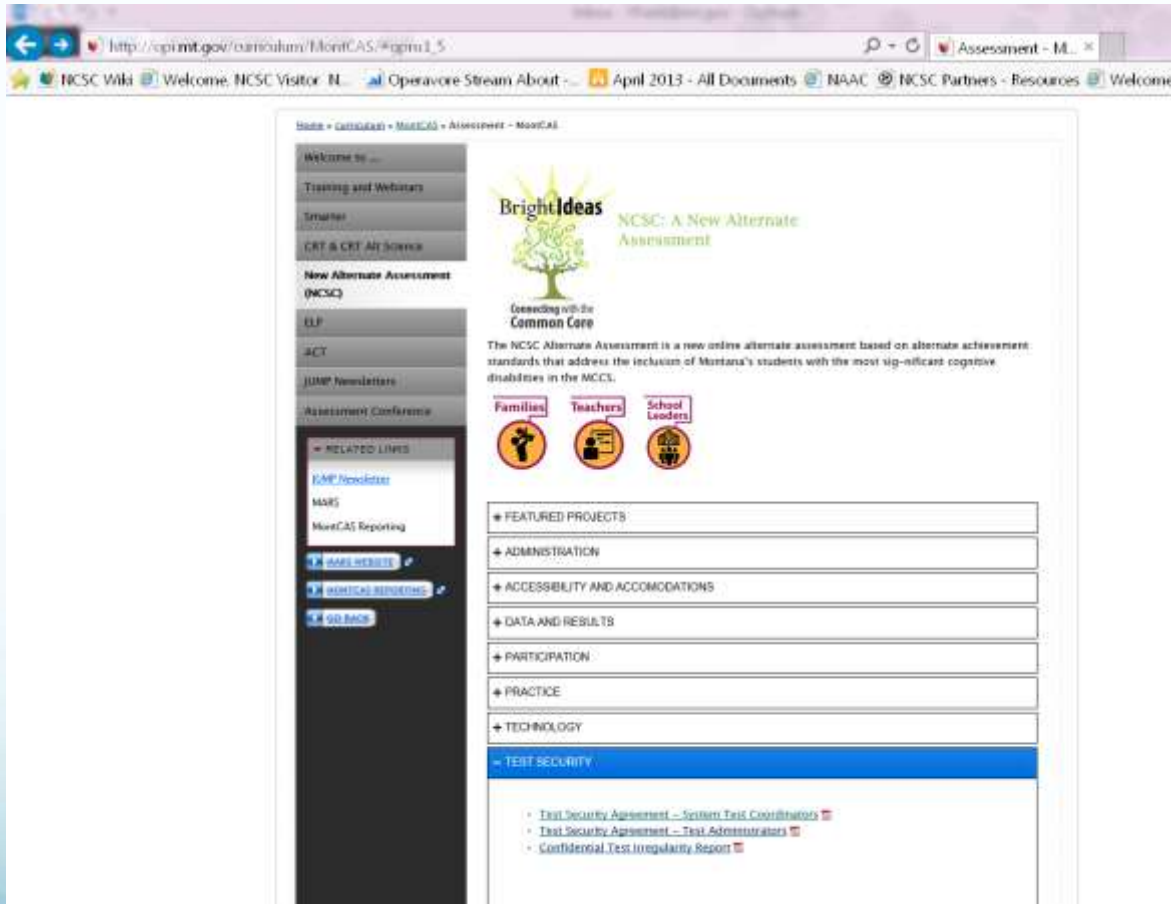 http://opi.mt.gov/curriculum/MontCAS/#gpm1_5
Assessment - M...
NCSC Wiki Welcome, NCSC Visitor N... Operavore Stream About -... April 2013 - All Documents NAAC NCSC Partners - Resources Welcome
Home » curriculum » MontCAS » Assessment – MontCAS
Welcome to ...
Training and Webinars
Smarter
CRT & CRT Alt Science
New Alternate Assessment
(NCSC)
ELP
ACT
JUMP Newsletters
Assessment Conference
RELATED LINKS
JUMP Newsletter
MARS
MontCAS Reporting
MARS WEBSITE
MONTCAS REPORTING
GO BACK
BrightIdeas
Connecting with the
Common Core
NCSC: A New Alternate
Assessment
The NCSC Alternate Assessment is a new online alternate assessment based on alternate achievement
standards that address the inclusion of Montana's students with the most sig-nificant cognitive
disabilities in the MCCS.
Families
Teachers
School
Leaders
+ FEATURED PROJECTS
+ ADMINISTRATION
+ ACCESSIBILITY AND ACCOMODATIONS
+ DATA AND RESULTS
+ PARTICIPATION
+ PRACTICE
+ TECHNOLOGY
– TEST SECURITY
Test Security Agreement – System Test Coordinators
Test Security Agreement – Test Administrators
Confidential Test Irregularity Report